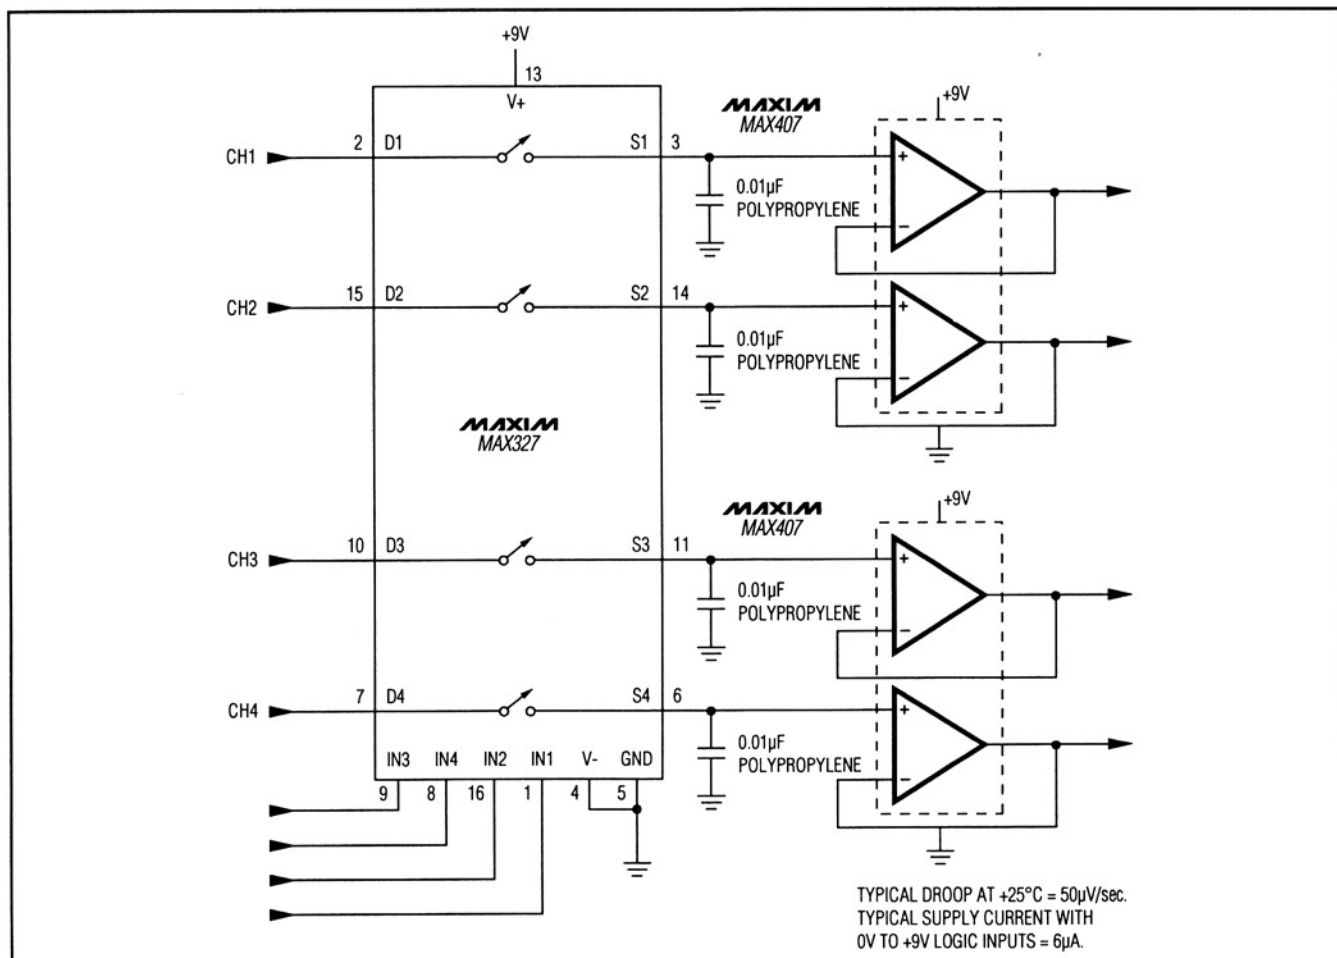 +9V
13
V+
MAXIM
MAX407
+9V
CH1
2
D1
S1
3
+
0.01µF
POLYPROPYLENE
−
CH2
15
D2
S2
14
+
0.01µF
POLYPROPYLENE
−
MAXIM
MAX327
MAXIM
MAX407
+9V
CH3
10
D3
S3
11
+
0.01µF
POLYPROPYLENE
−
CH4
7
D4
S4
6
+
0.01µF
POLYPROPYLENE
−
IN3 IN4 IN2 IN1 V- GND
9 8 16 1 4 5
TYPICAL DROOP AT +25°C = 50µV/sec.
TYPICAL SUPPLY CURRENT WITH
0V TO +9V LOGIC INPUTS = 6µA.